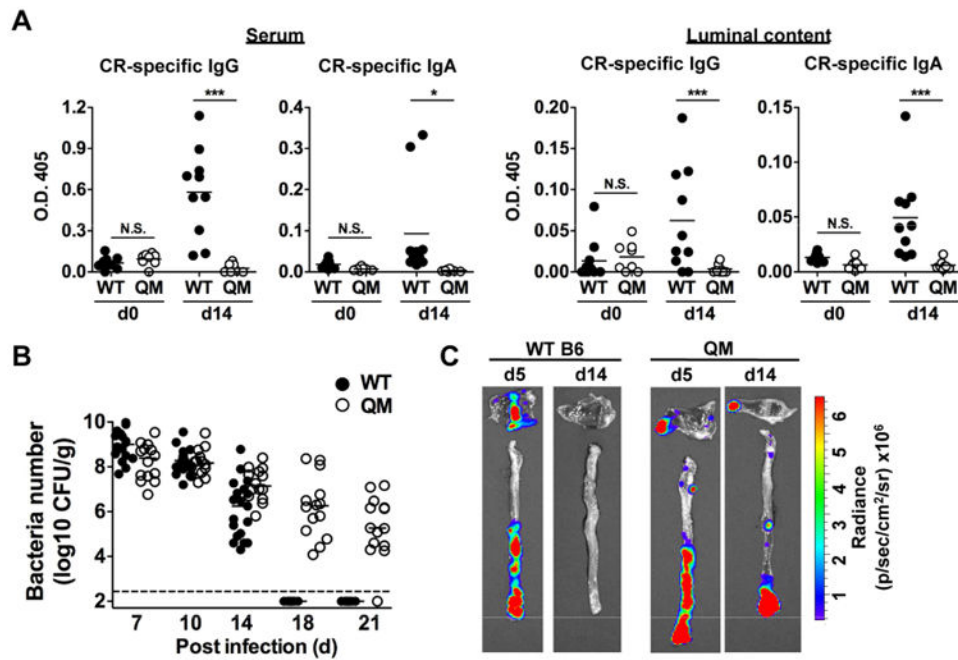 A
Serum
Luminal content
CR-specific IgG
CR-specific IgA
CR-specific IgG
CR-specific IgA
O.D. 405
1.2
0.9
0.6
0.3
0.0
N.S.
***
WT QM WT QM
d0 d14
0.4
0.3
0.2
0.1
0.0
N.S.
*
WT QM WT QM
d0 d14
O.D. 405
0.20
0.15
0.10
0.05
0.00
N.S.
***
WT QM WT QM
d0 d14
0.15
0.10
0.05
0.00
N.S.
***
WT QM WT QM
d0 d14
B
WT
QM
Bacteria number
(log10 CFU/g)
10
8
6
4
2
7 10 14 18 21
Post infection (d)
C
WT B6
QM
d5 d14 d5 d14
6
5
4
3
2
1
Radiance
(p/sec/cm²/sr) x10⁶